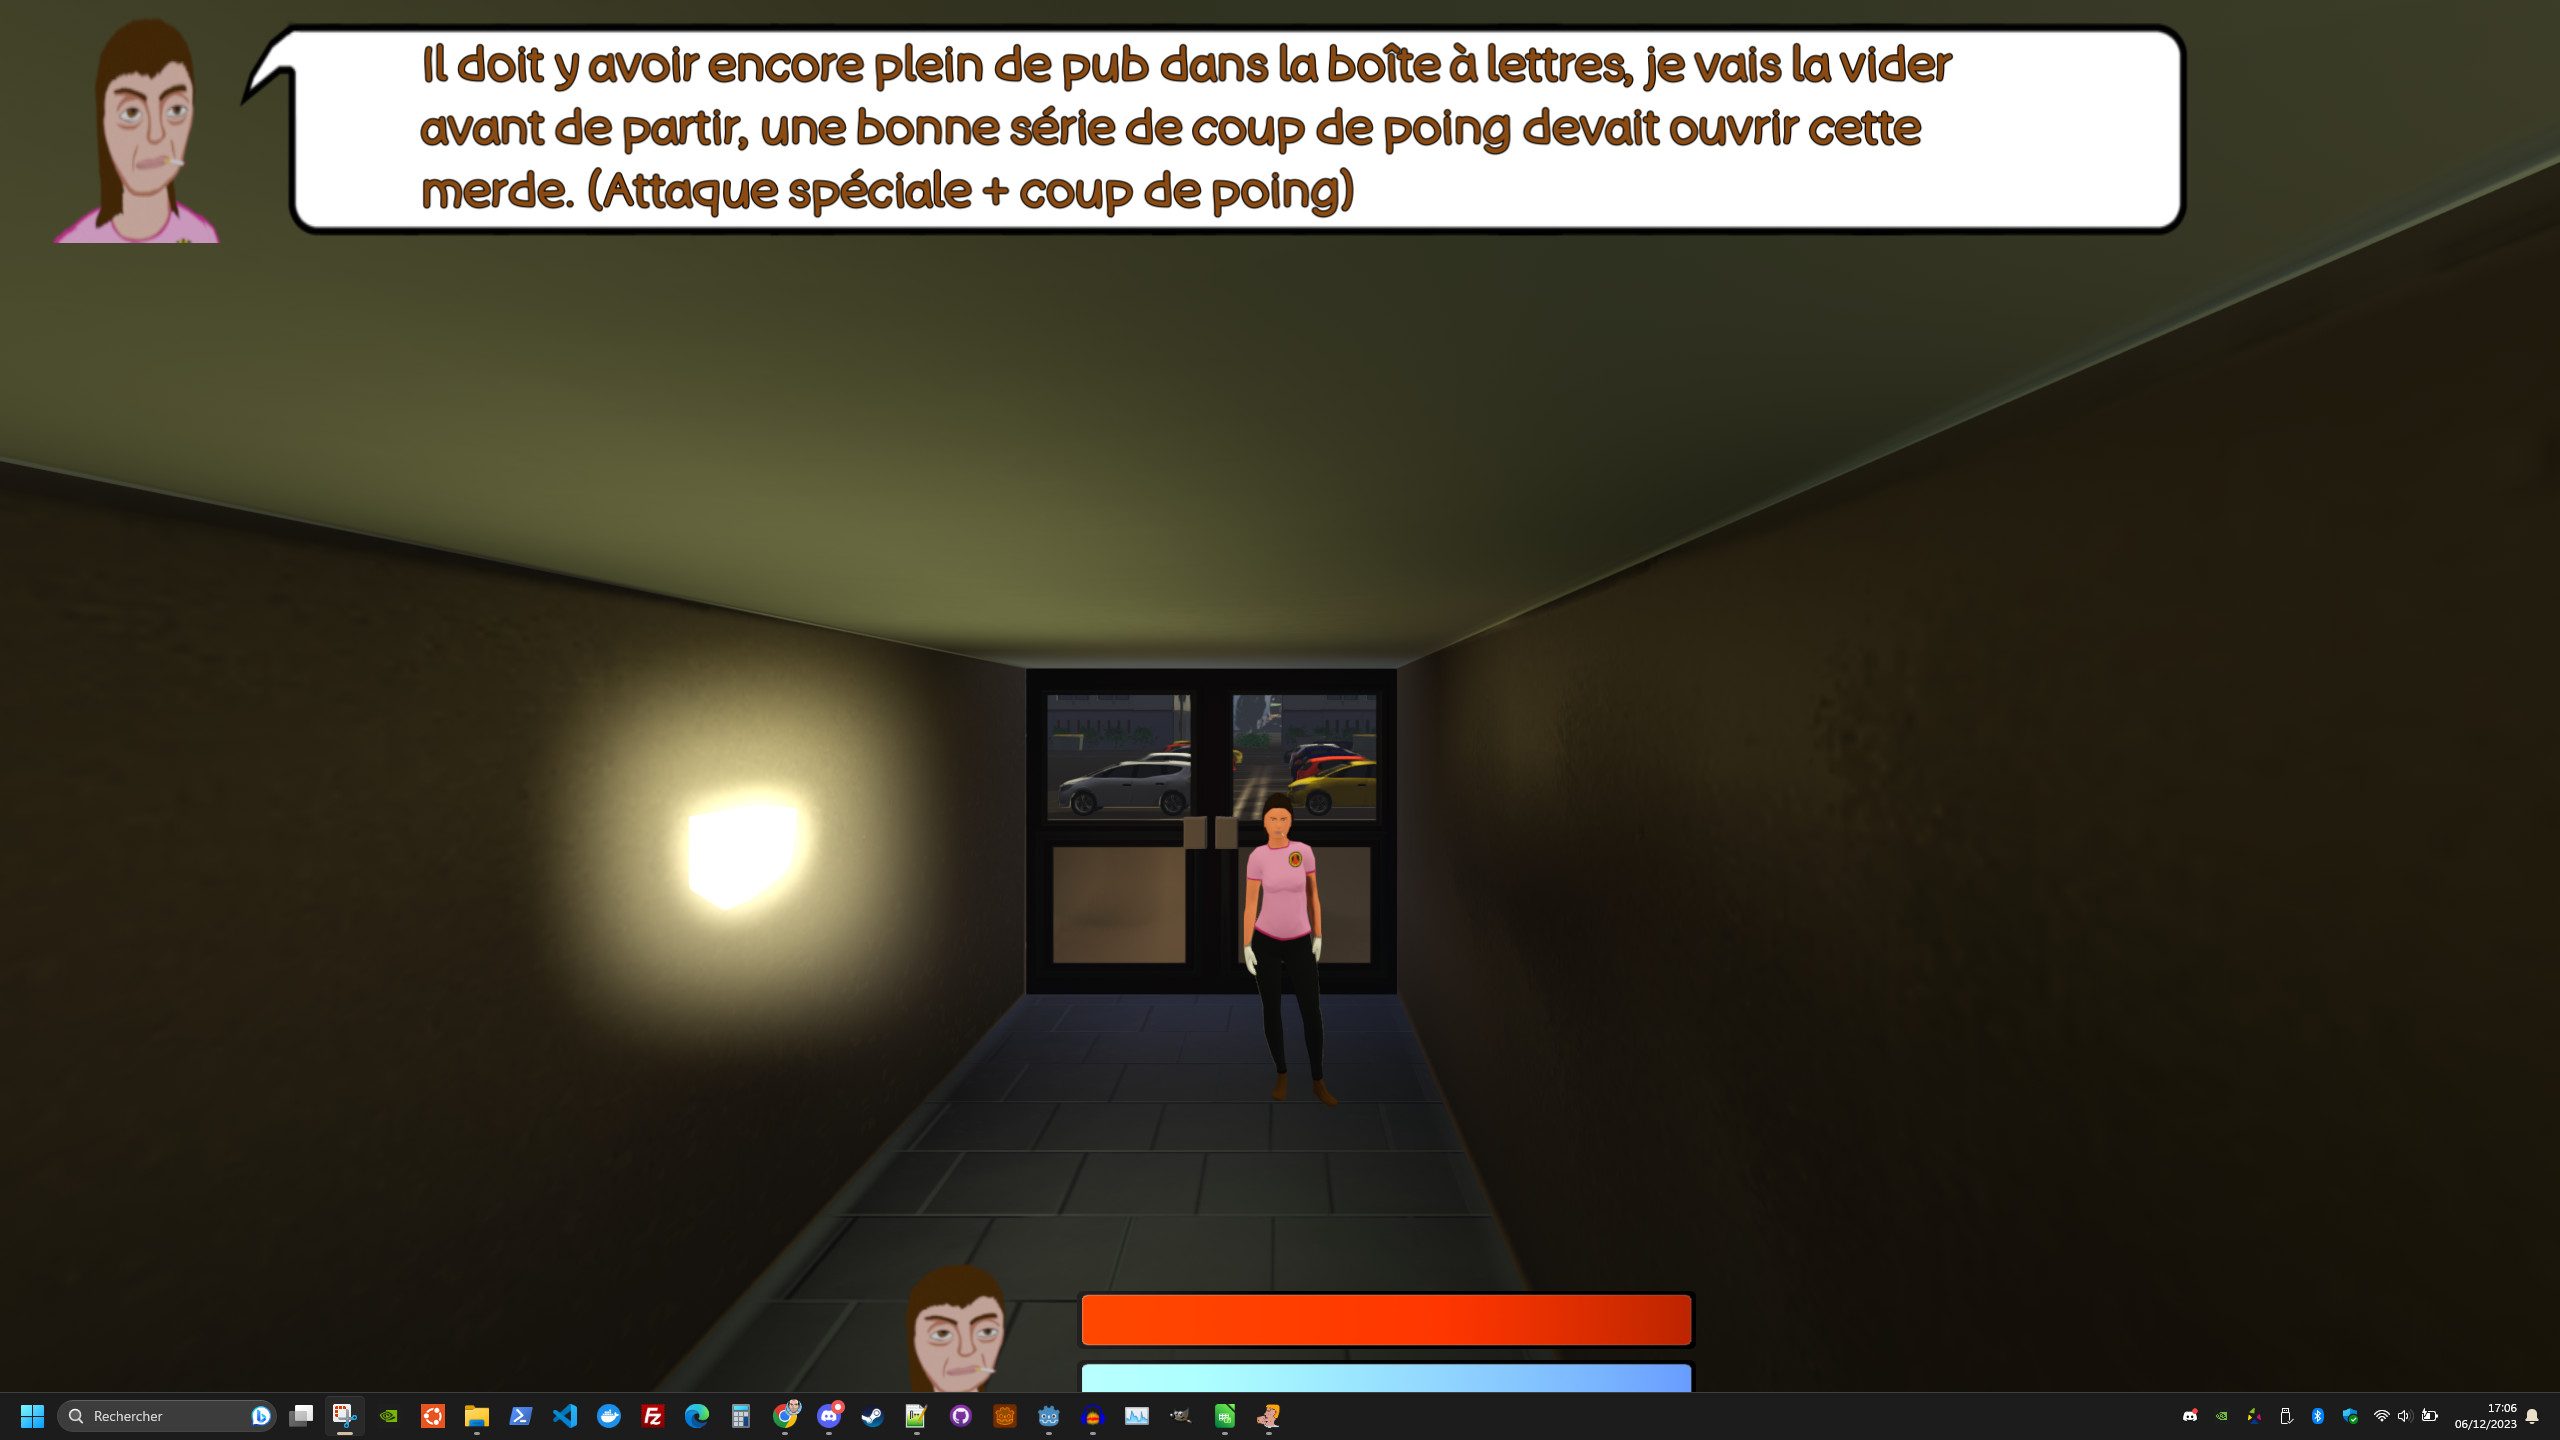 Il doit y avoir encore plein de pub dans la boîte à lettres, je vais la vider
avant de partir, une bonne série de coup de poing devait ouvrir cette
merde. (Attaque spéciale + coup de poing)
Rechercher
17:06
06/12/2023